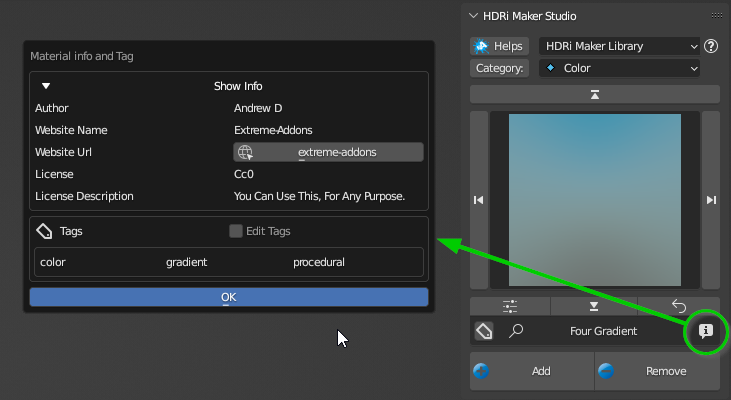 HDRi Maker Studio
Helps
HDRi Maker Library
Category:
Color
Material info and Tag
Show Info
Author Andrew D
Website Name Extreme-Addons
Website Url extreme-addons
License Cc0
License Description You Can Use This, For Any Purpose.
Tags Edit Tags
color gradient procedural
OK
Four Gradient
Add Remove